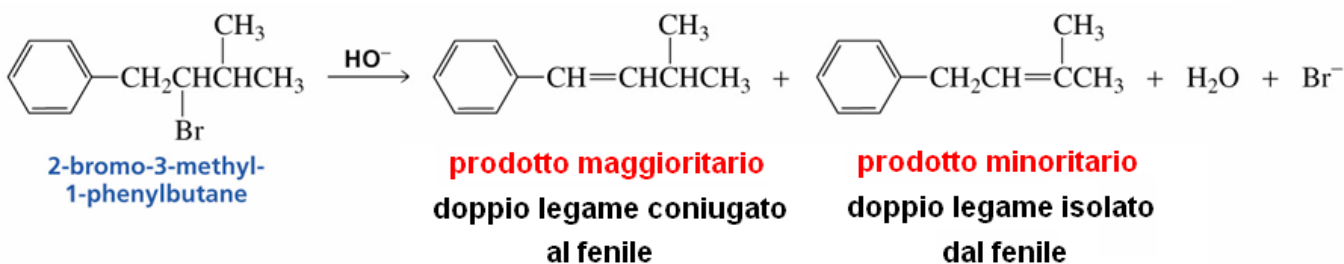 CH₃ CH₃ CH₃
CH₂CHCHCH₃ HO⁻ CH=CHCHCH₃ + CH₂CH=CCH₃ + H₂O + Br⁻
Br
2-bromo-3-methyl-
1-phenylbutane
prodotto maggioritario
doppio legame coniugato
al fenile
prodotto minoritario
doppio legame isolato
dal fenile